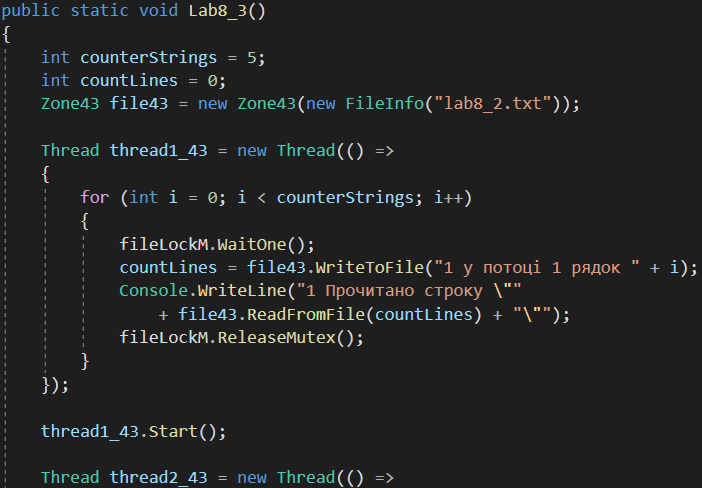 public static void Lab8_3()
{
int counterStrings = 5;
int countLines = 0;
Zone43 file43 = new Zone43(new FileInfo("lab8_2.txt"));
Thread thread1_43 = new Thread(() =>
{
for (int i = 0; i < counterStrings; i++)
{
fileLockM.WaitOne();
countLines = file43.WriteToFile("1 у потоці 1 рядок " + i);
Console.WriteLine("1 Прочитано строку \""
+ file43.ReadFromFile(countLines) + "\"");
fileLockM.ReleaseMutex();
}
});
thread1_43.Start();
Thread thread2_43 = new Thread(() =>